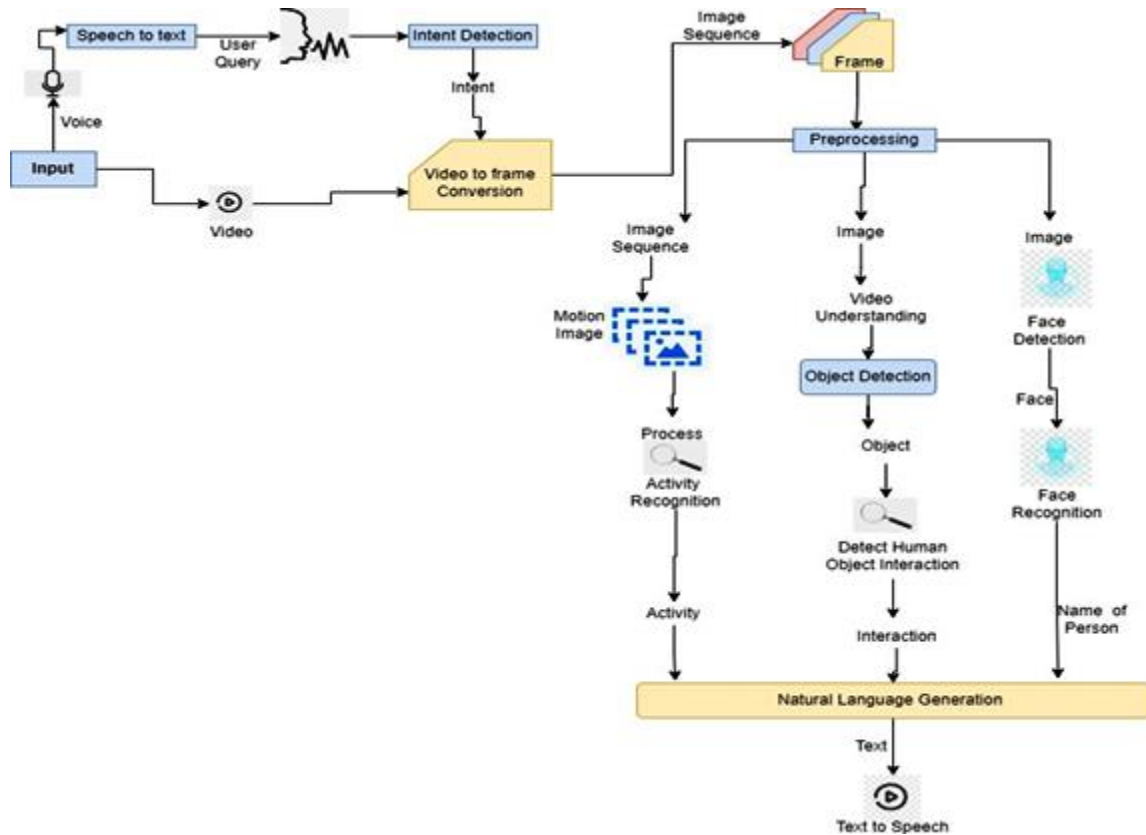 Speech to text
User
Query
Intent Detection
Image
Sequence
Frame
Intent
Voice
Preprocessing
Input
Video to frame
Conversion
Video
Image
Sequence
Image
Image
Motion
Image
Video
Understanding
Face
Detection
Object Detection
Face
Process
Object
Activity
Recognition
Face
Recognition
Detect Human
Object Interaction
Activity
Name of
Person
Interaction
Natural Language Generation
Text
Text to Speech